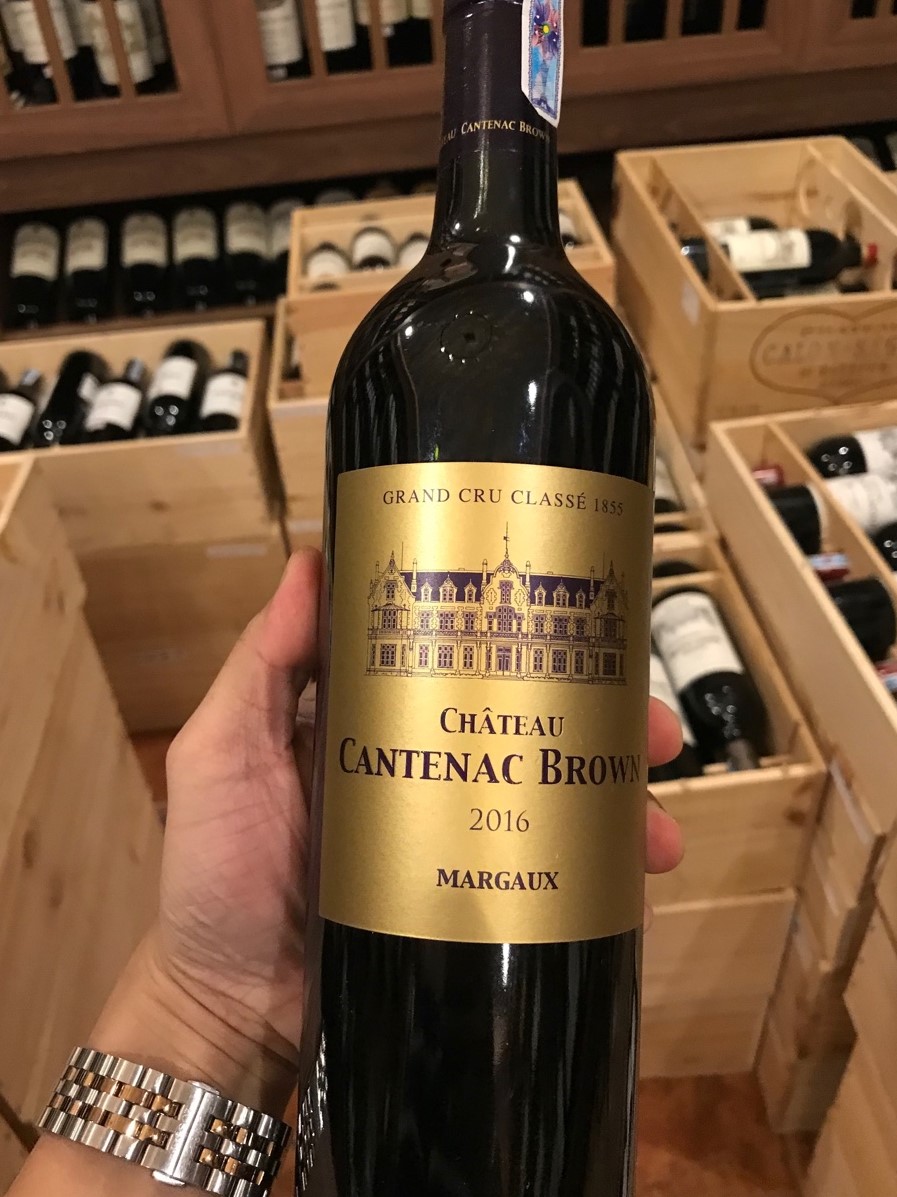 CANTENAC BROWN
GRAND CRU CLASSÉ 1855
CHÂTEAU
CANTENAC BROWN
2016
MARGAUX